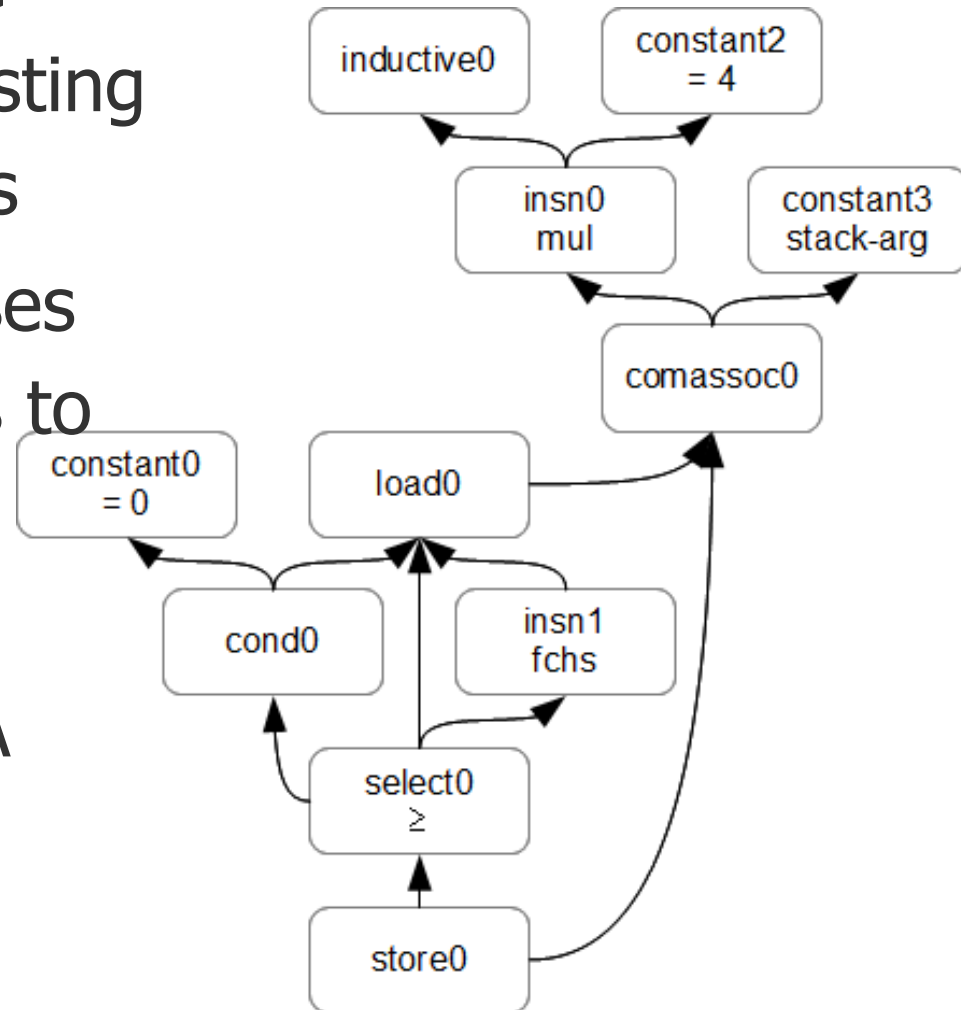 sting
s
ses
to
A
inductive0
constant2
= 4
insn0
mul
constant3
stack-arg
comassoc0
constant0
= 0
load0
cond0
insn1
fchs
select0
≥
store0